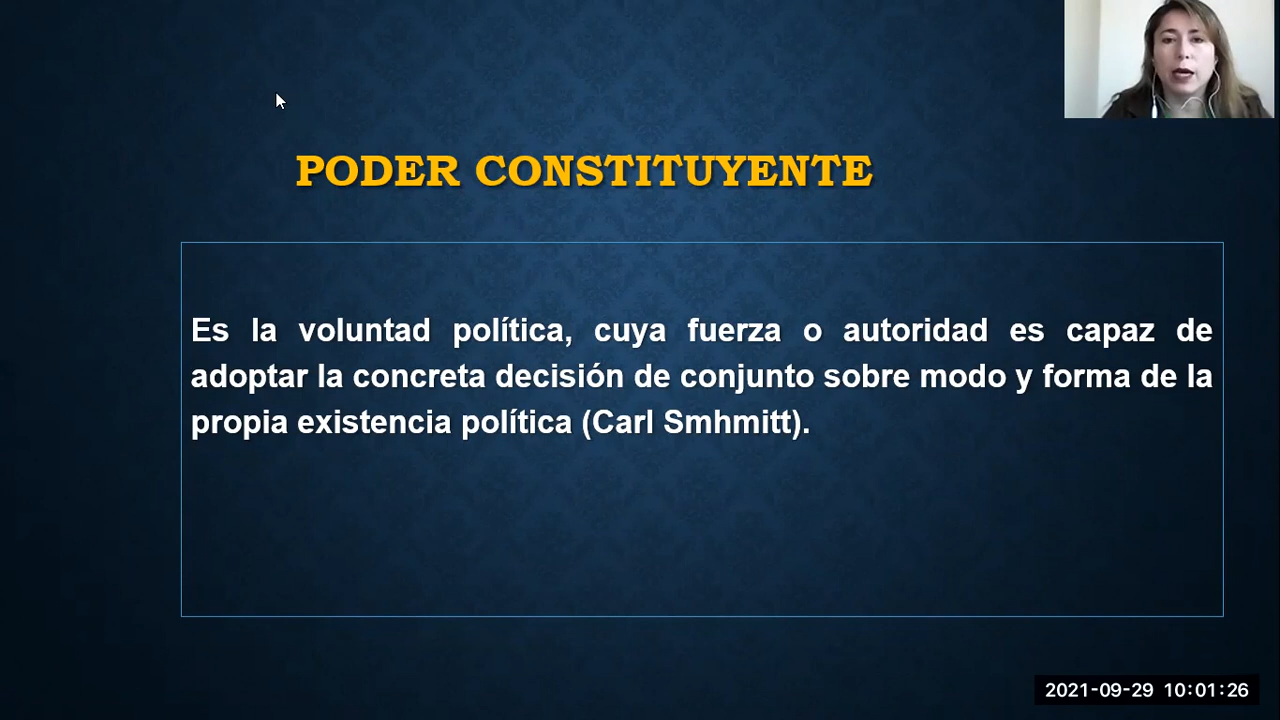 PODER CONSTITUYENTE
Es la voluntad política, cuya fuerza o autoridad es capaz de
adoptar la concreta decisión de conjunto sobre modo y forma de la
propia existencia política (Carl Smhmitt).
2021-09-29 10:01:26